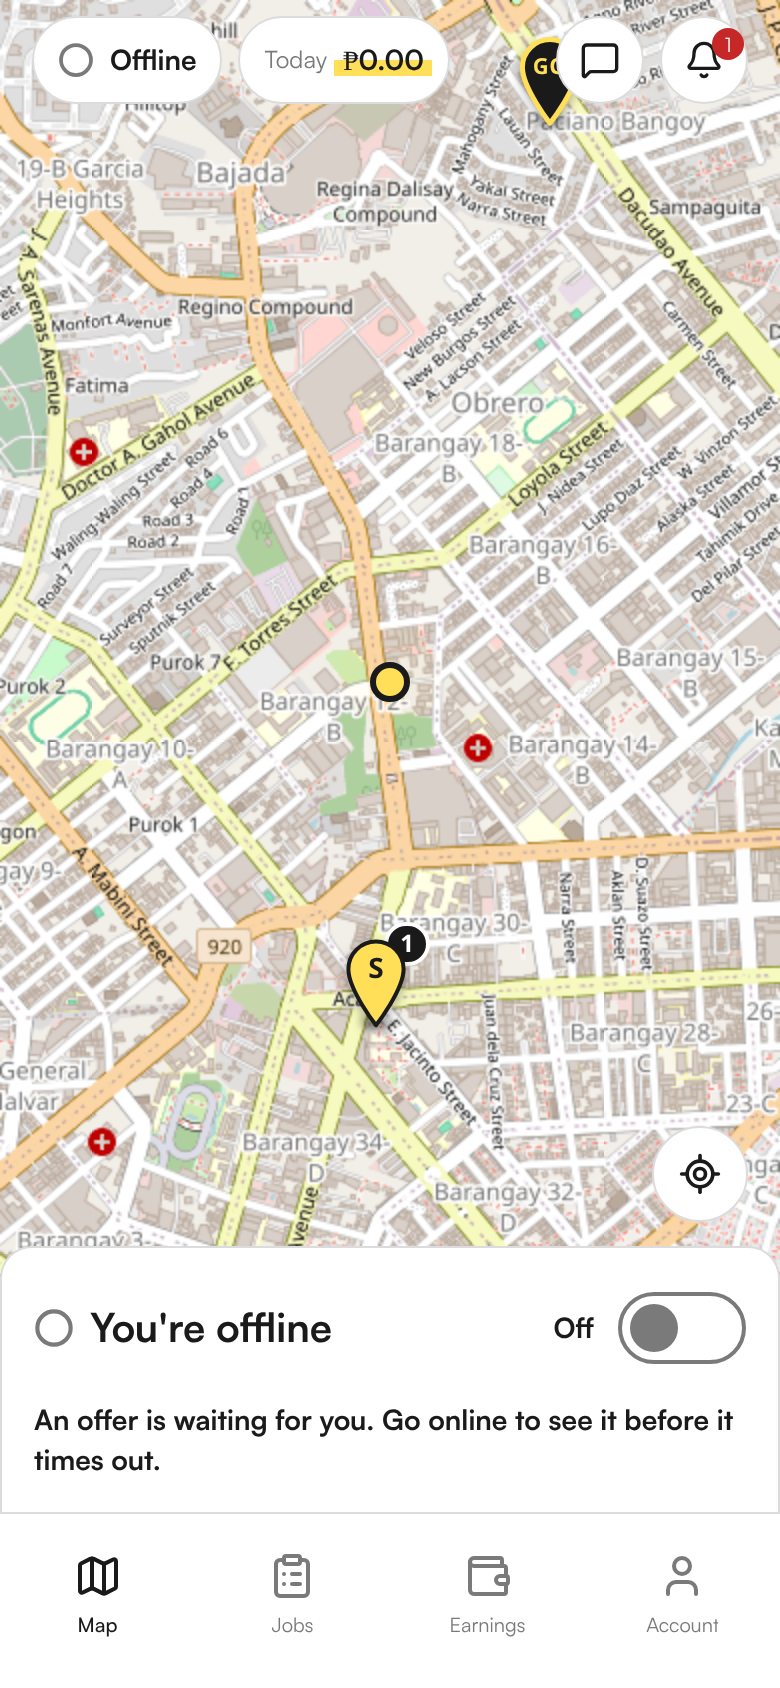 Offline
Today ₱0.00
1
River Street
Hilltop
Paciano Bangoy
19-B Garcia
Heights
Bajada
Mahogany Street
Lauan Street
Yakal Street
Narra Street
Regina Dalisay
Compound
Sampaguita
Dacudao Avenue
J. A. Sarenas Avenue
Regino Compound
Monfort Avenue
Veloso Street
New Burgos Street
A. Lacson Street
Carmen Street
Fatima
Doctor A. Gahol Avenue
Obrero
Barangay 18-
B
Loyola Street
J. Nidea Street
Lupo Diaz Street
W. Vinzon Street
Alaska Street
Villamor St
Tahimik Drive
Del Pilar Street
Road 6
Road 4
Road 1
Waling-Waling Street
Road 3
Road 2
Road 7
Barangay 16-
B
Surveyor Street
Sputnik Street
F. Torres Street
Purok 7
Purok 2
Barangay 15-
B
Barangay 12-
B
Barangay 10-
A
Barangay 14-
B
Purok 1
A. Mabini Street
920
Narra Street
Aklan Street
D. Suazo Street
Barangay 30-
C
1
S
E. Jacinto Street
Juan dela Cruz Street
Barangay 28-
C
26-
General
23-C
Barangay 34-
D
Barangay 32-
D
Barangay 3-
You're offline
Off
An offer is waiting for you. Go online to see it before it
times out.
Map
Jobs
Earnings
Account